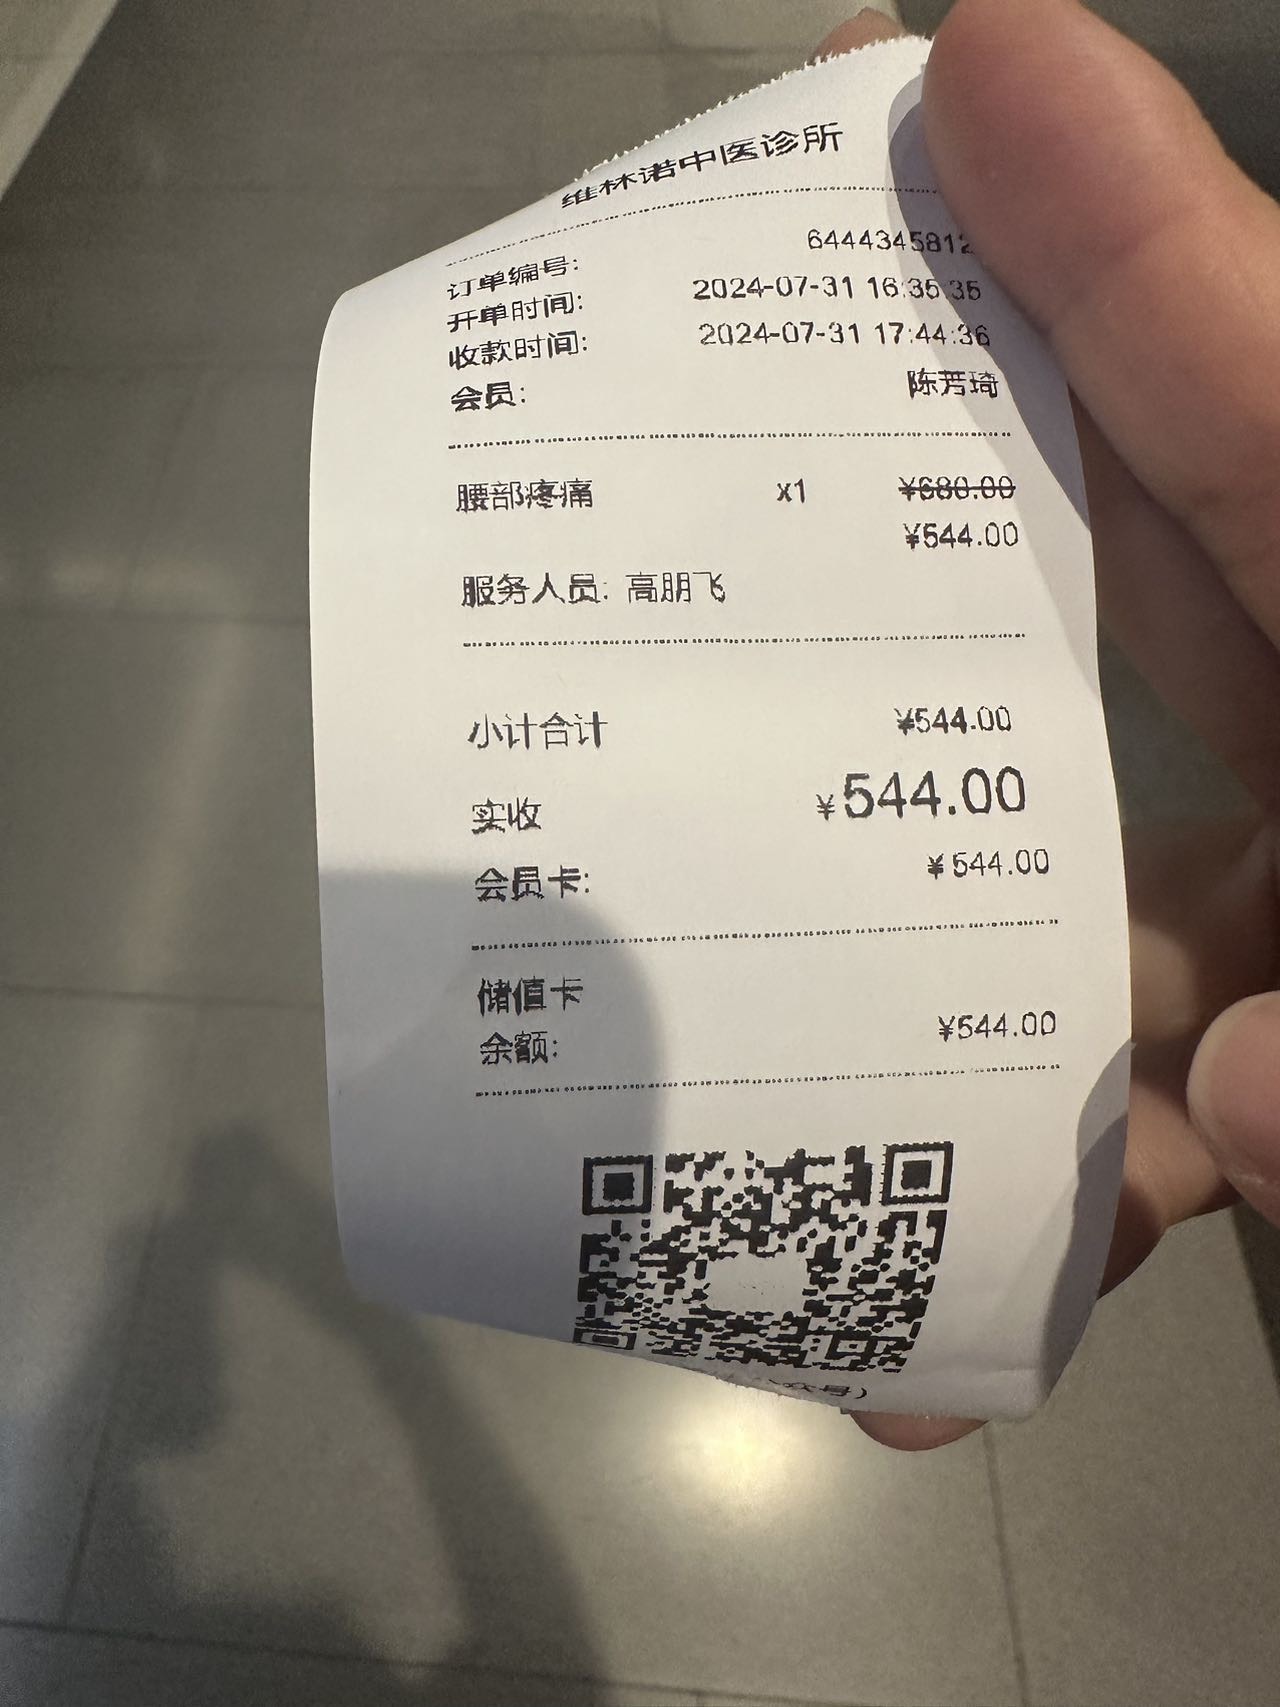 维林诺中医诊所
订单编号: 6444345812
开单时间: 2024-07-31 16:35:35
收款时间: 2024-07-31 17:44:36
会员: 陈芳琦
腰部疼痛 x1 ¥680.00
¥544.00
服务人员: 高朋飞
小计合计 ¥544.00
实收 ¥544.00
会员卡: ¥544.00
储值卡
余额: ¥544.00
众号)